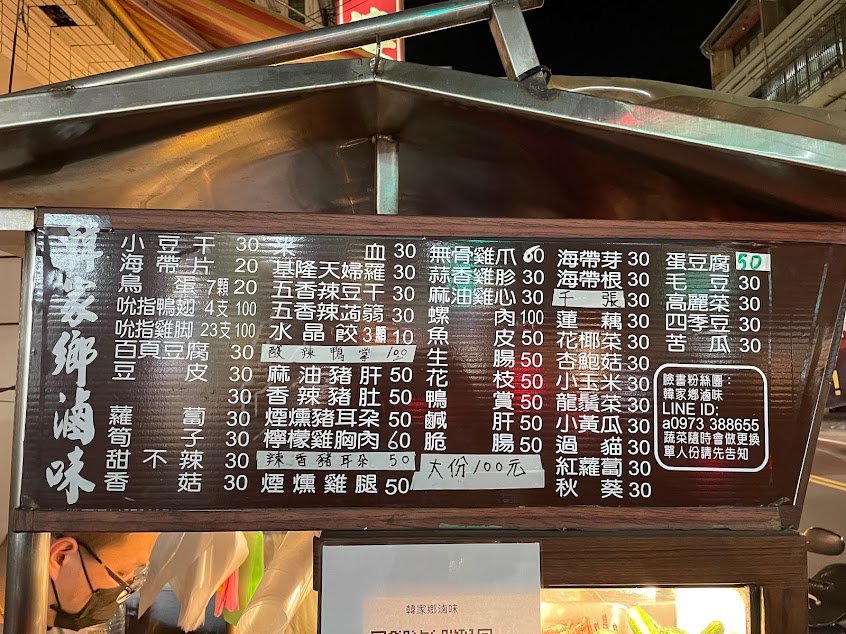 韓家鄉滷味
小豆干 30
海帶片 20
鳥蛋 7顆 20
吮指鴨翅 4支 100
吮指雞脚 23支 100
百頁豆腐 30
豆皮 30
30
蘿蔔 30
筍子 30
甜不辣 30
香菇 30
米血 30
基隆天婦羅 30
五香辣豆干 30
五香辣蒟蒻 30
水晶餃 3顆 10
酸辣鴨掌 100
麻油豬肝 50
香辣豬肚 50
煙燻豬耳朵 50
檸檬雞胸肉 60
辣香豬耳朵 50
煙燻雞腿 50
無骨雞爪 60
蒜香雞胗 30
麻油雞心 30
螺肉 100
魚皮 50
生腸 50
花枝 50
鴨賞 50
鹹肝 50
脆腸 50
大份100元
海帶芽 30
海帶根 30
千張 30
蓮藕 30
花椰菜 30
杏鮑菇 30
小玉米 30
龍鬚菜 30
小黃瓜 30
過貓 30
紅蘿蔔 30
秋葵 30
蛋豆腐 50
毛豆 30
高麗菜 30
四季豆 30
苦瓜 30
臉書粉絲團：
韓家鄉滷味
LINE ID:
a0973 388655
蔬菜隨時會做更換
單人份請先告知
韓家鄉滷味